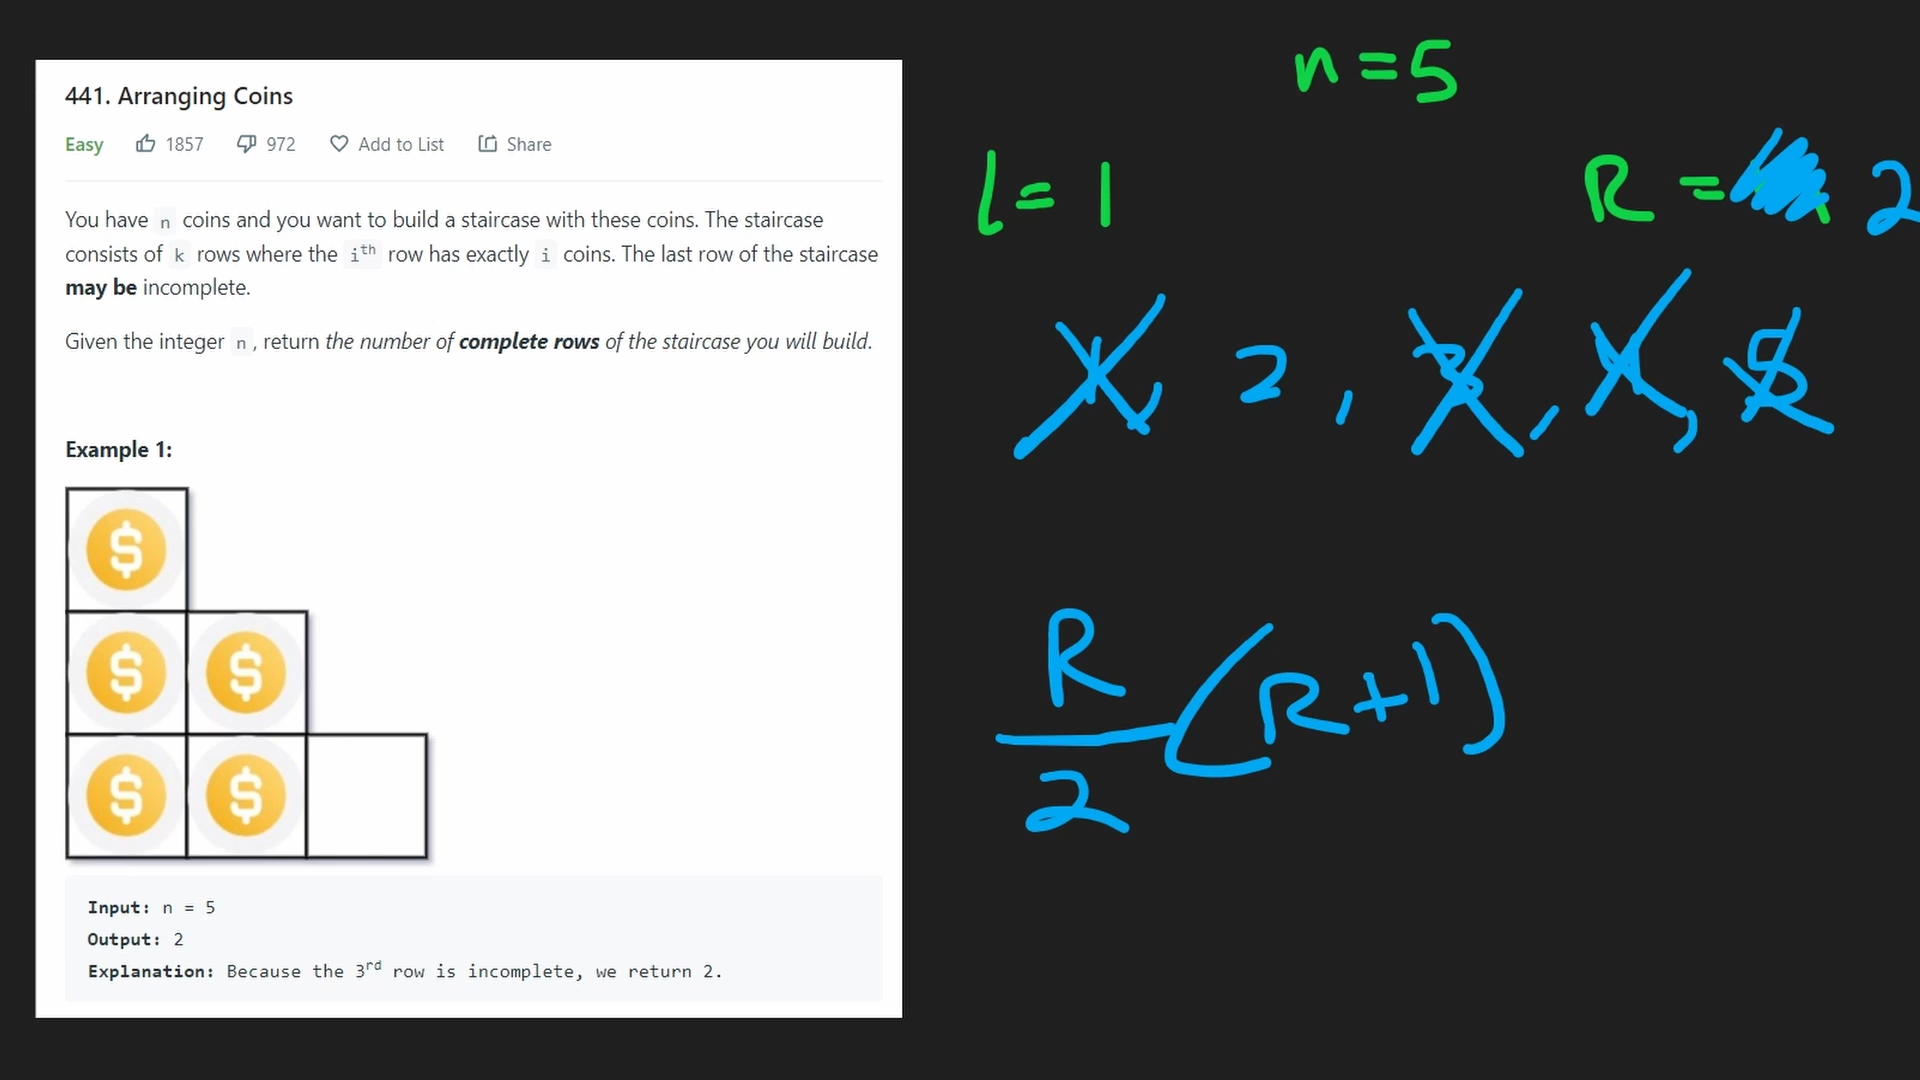 441. Arranging Coins
Easy 1857 972 Add to List Share
You have n coins and you want to build a staircase with these coins. The staircase
consists of k rows where the ith row has exactly i coins. The last row of the staircase
may be incomplete.
Given the integer n, return the number of complete rows of the staircase you will build.
Example 1:
$
$ $
$ $
Input: n = 5
Output: 2
Explanation: Because the 3rd row is incomplete, we return 2.
n = 5
l = 1
R = 2
1, 2, 3, 4, 5
R
2
(R+1)